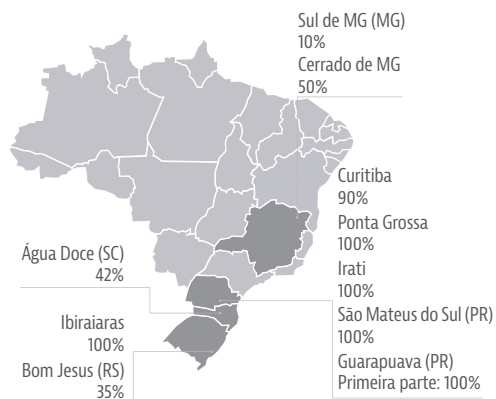 Sul de MG (MG)
10%
Cerrado de MG
50%
Curitiba
90%
Ponta Grossa
100%
Irati
100%
São Mateus do Sul (PR)
100%
Guarapuava (PR)
Primeira parte: 100%
Água Doce (SC)
42%
Ibiraiaras
100%
Bom Jesus (RS)
35%